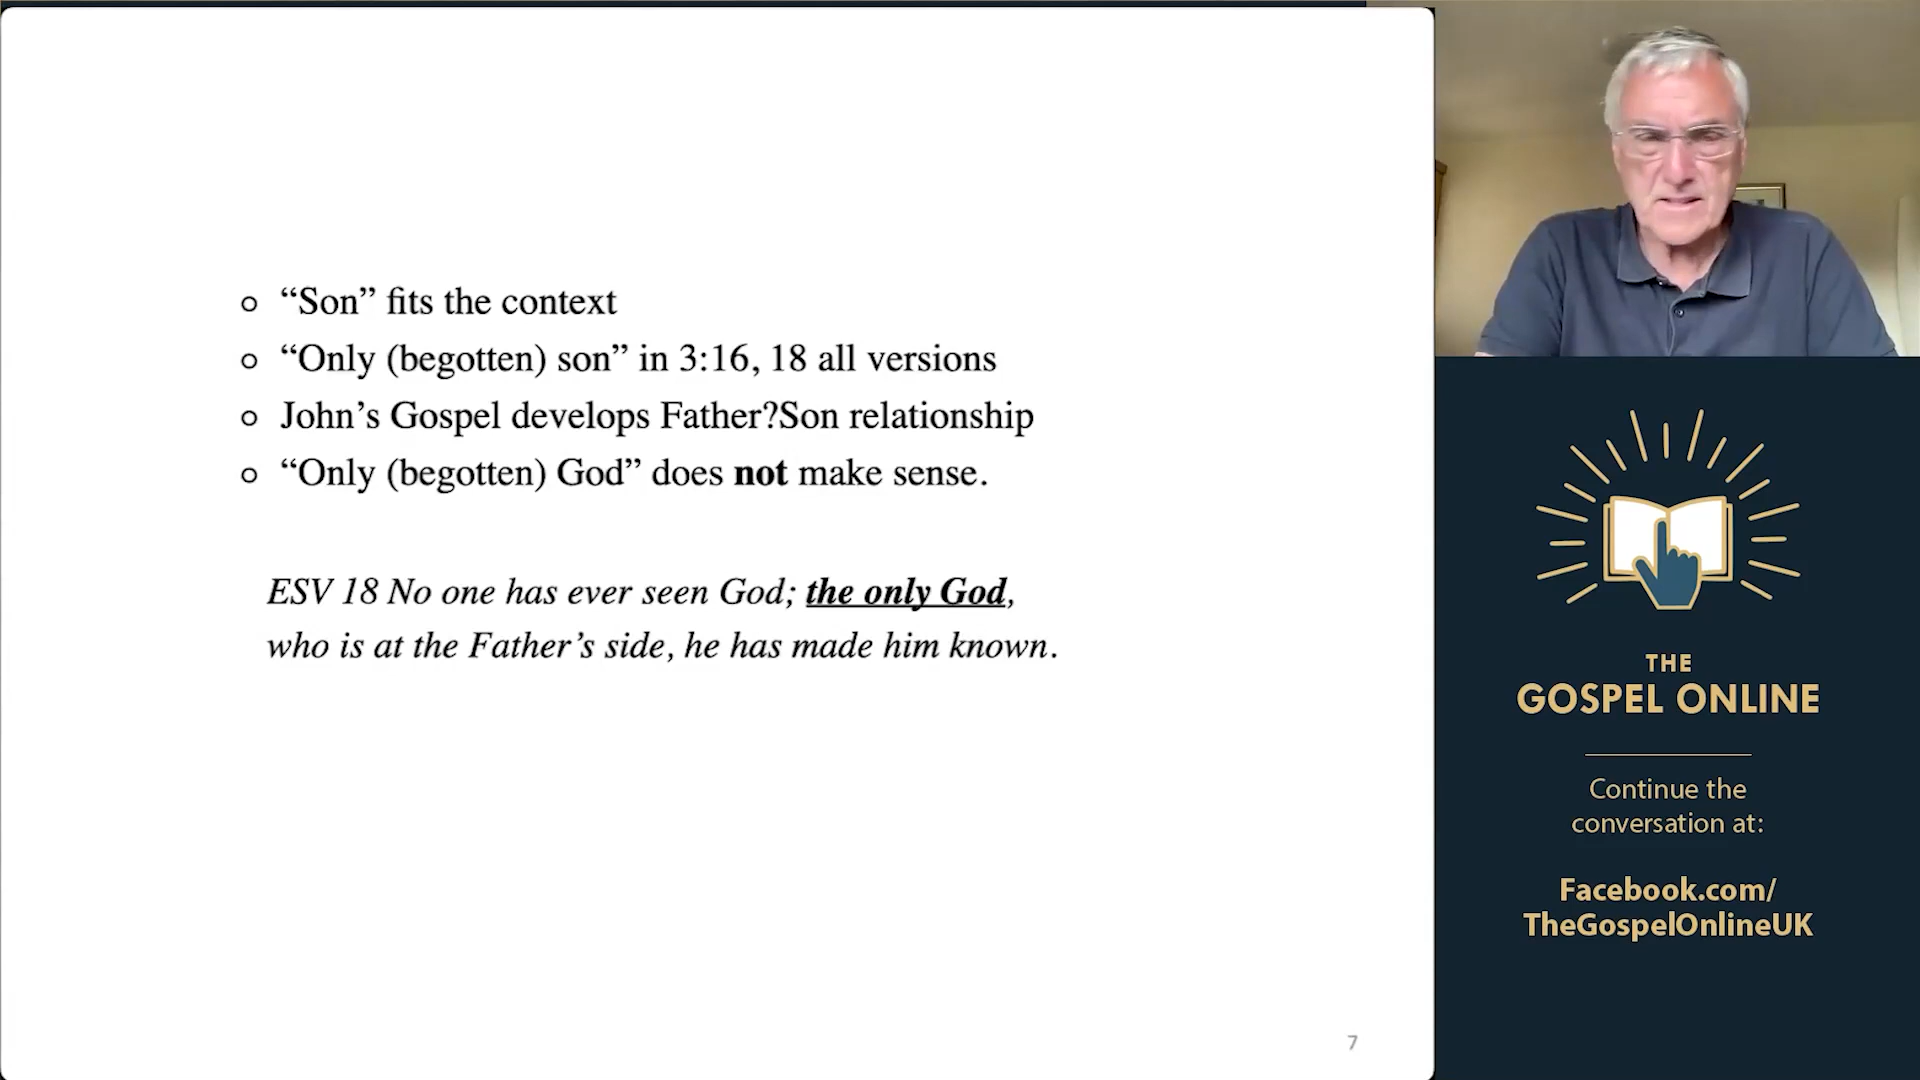 ○ “Son” fits the context
○ “Only (begotten) son” in 3:16, 18 all versions
○ John’s Gospel develops Father?Son relationship
○ “Only (begotten) God” does not make sense.
ESV 18 No one has ever seen God; the only God,
who is at the Father’s side, he has made him known.
7
THE
GOSPEL ONLINE
Continue the
conversation at:
Facebook.com/
TheGospelOnlineUK